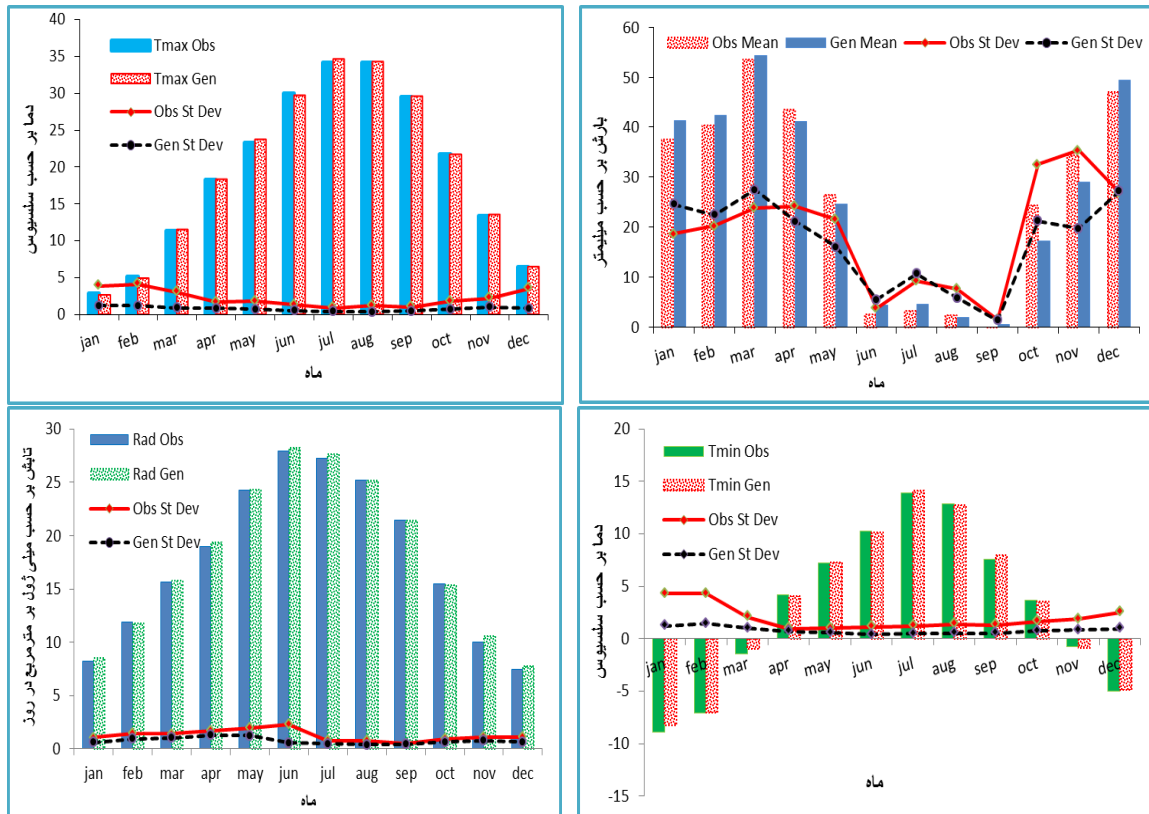 دما بر حسب سلسیوس
40
35
30
25
20
15
10
5
0
Tmax Obs
Tmax Gen
Obs St Dev
Gen St Dev
jan feb mar apr may jun jul aug sep oct nov dec
ماه
بارش بر حسب میلیمتر
60
50
40
30
20
10
0
Obs Mean Gen Mean Obs St Dev Gen St Dev
jan feb mar apr may jun jul aug sep oct nov dec
ماه
تابش بر حسب میلی ژول بر متر مربع در روز
30
25
20
15
10
5
0
Rad Obs
Rad Gen
Obs St Dev
Gen St Dev
jan feb mar apr may jun jul aug sep oct nov dec
ماه
دما بر حسب سلسیوس
20
15
10
5
0
-5
-10
-15
Tmin Obs
Tmin Gen
Obs St Dev
Gen St Dev
jan feb mar apr may jun jul aug sep oct nov dec
ماه